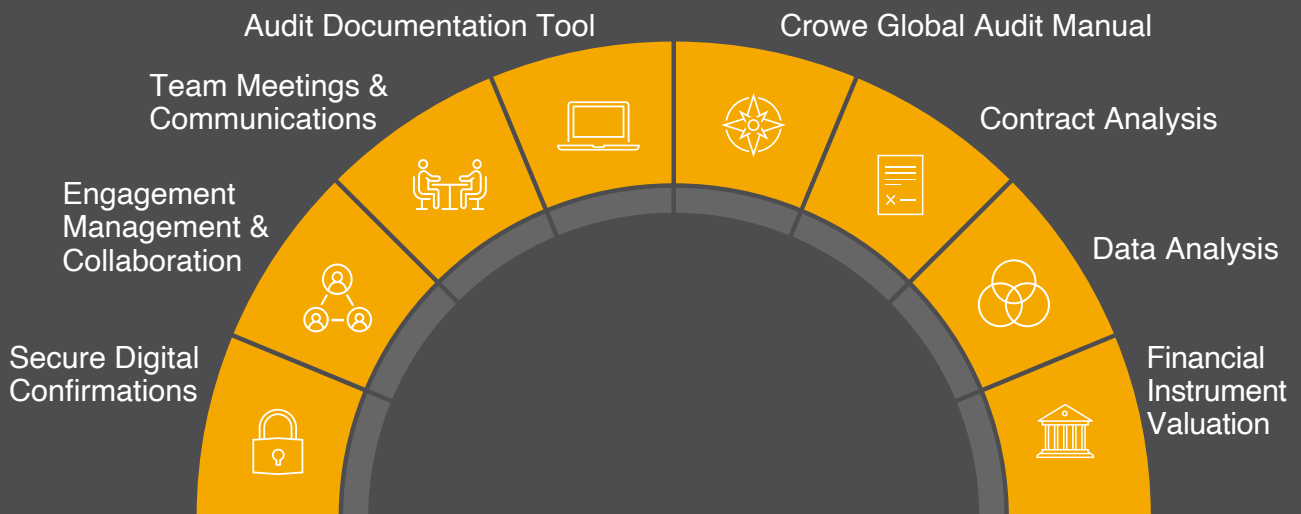 Audit Documentation Tool
Crowe Global Audit Manual
Team Meetings &
Communications
Contract Analysis
Engagement
Management &
Collaboration
Data Analysis
Secure Digital
Confirmations
Financial
Instrument
Valuation